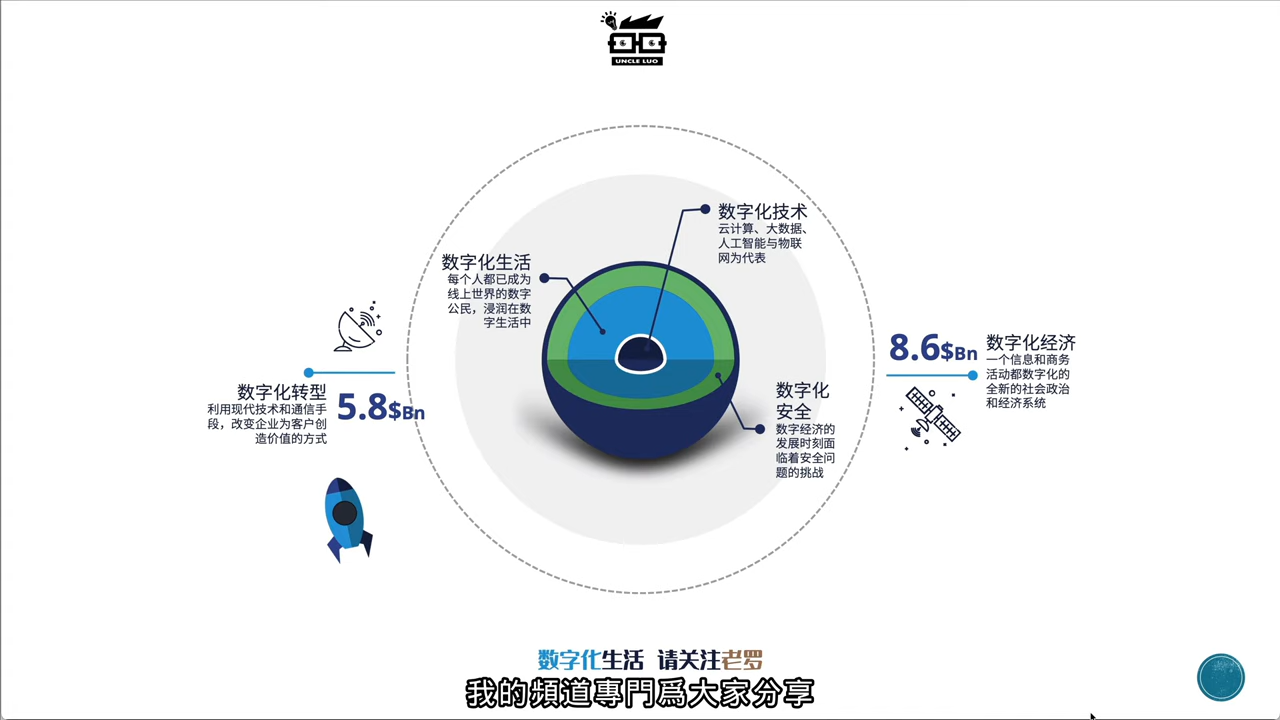 UNCLE LUO
数字化技术
云计算、大数据、
人工智能与物联
网为代表
数字化生活
每个人都已成为
线上世界的数字
公民，浸润在数
字生活中
8.6$Bn
数字化经济
一个信息和商务
活动都数字化的
全新的社会政治
和经济系统
数字化转型
利用现代技术和通信手
段，改变企业为客户创
造价值的方式
5.8$Bn
数字化
安全
数字经济的
发展时刻面
临着安全问
题的挑战
数字化生活 请关注老罗
我的頻道專門爲大家分享